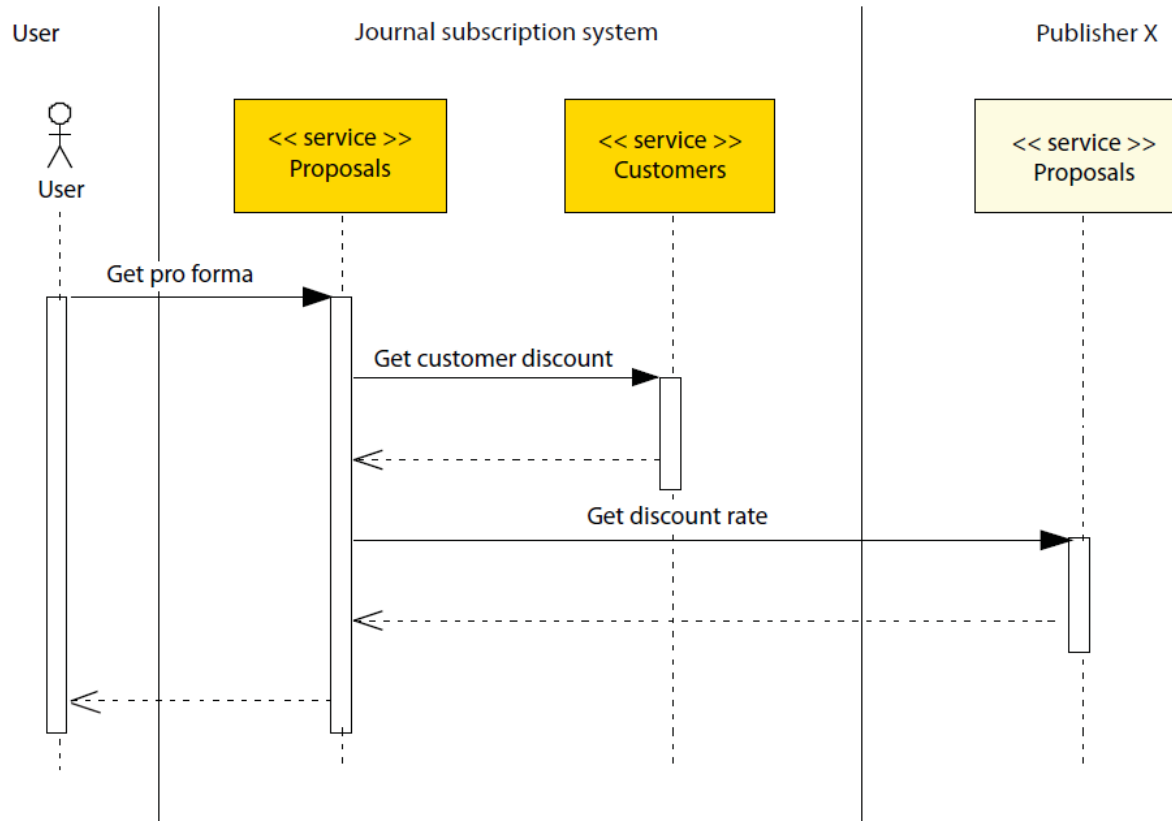 User
Journal subscription system
Publisher X
User
<< service >>
Proposals
<< service >>
Customers
<< service >>
Proposals
Get pro forma
Get customer discount
Get discount rate